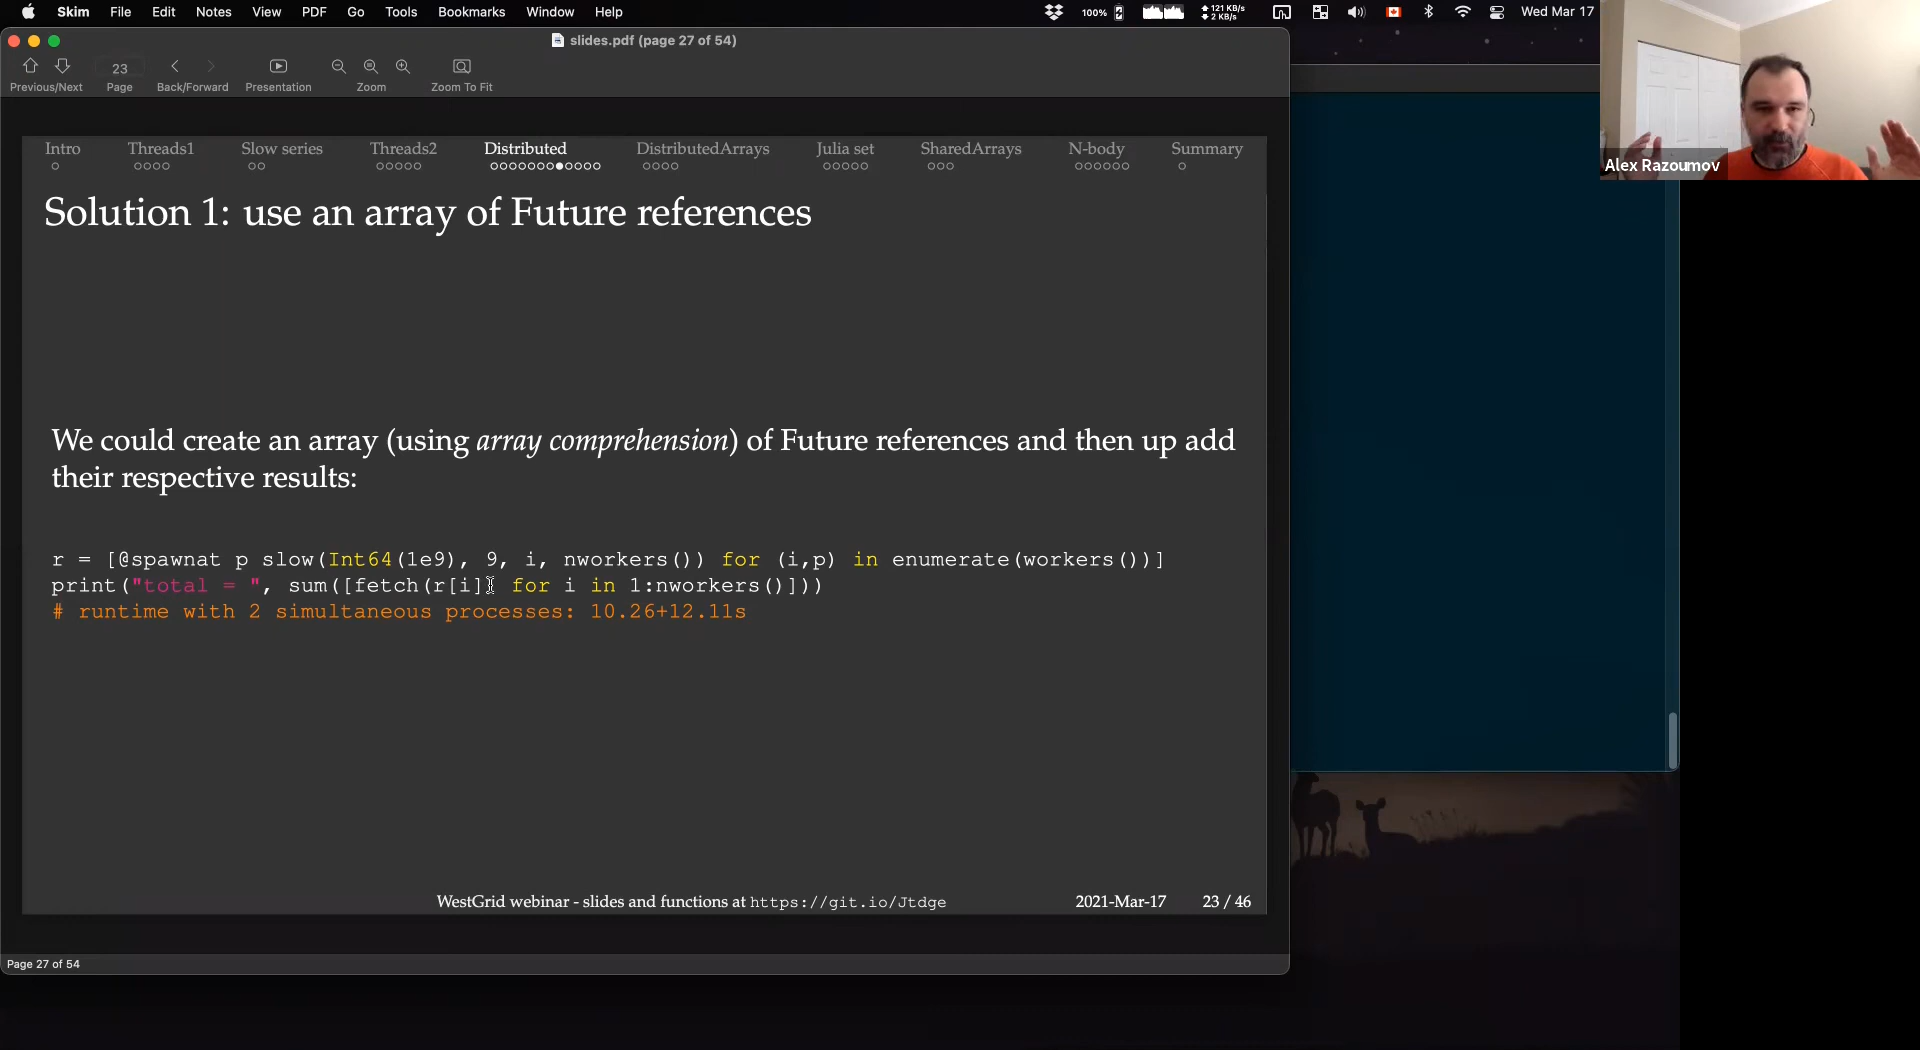 Skim File Edit Notes View PDF Go Tools Bookmarks Window Help 100% 121 KB/s 2 KB/s Wed Mar 17
slides.pdf (page 27 of 54)
23
Previous/Next Page Back/Forward Presentation Zoom Zoom To Fit
Alex Razoumov
Intro Threads1 Slow series Threads2 Distributed DistributedArrays Julia set SharedArrays N-body Summary
Solution 1: use an array of Future references
We could create an array (using array comprehension) of Future references and then up add
their respective results:
r = [@spawnat p slow(Int64(1e9), 9, i, nworkers()) for (i,p) in enumerate(workers())]
print("total = ", sum([fetch(r[i]) for i in 1:nworkers()]))
# runtime with 2 simultaneous processes: 10.26+12.11s
WestGrid webinar - slides and functions at https://git.io/Jtdge 2021-Mar-17 23 / 46
Page 27 of 54